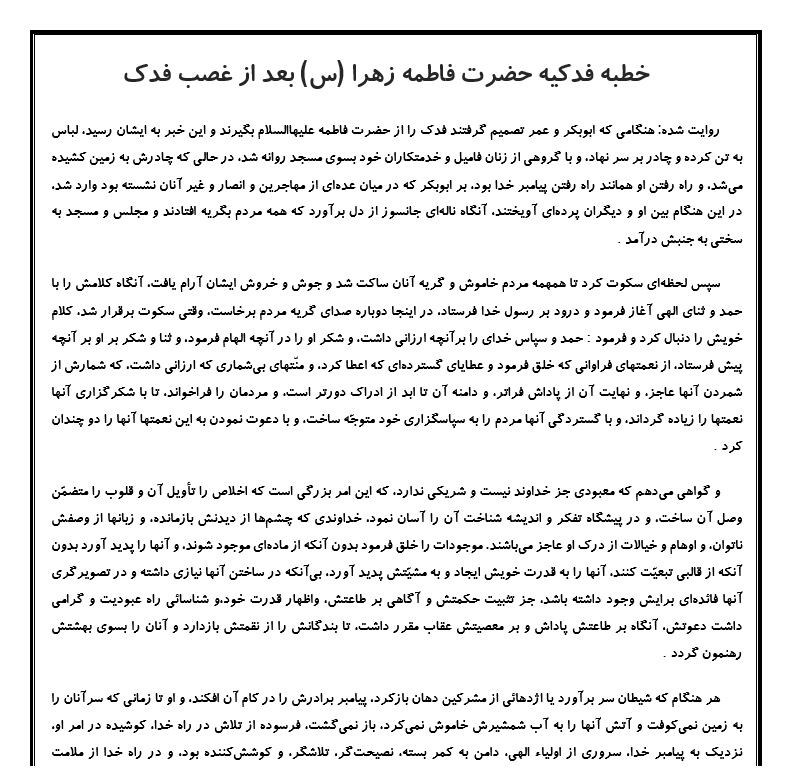 خطبه فدکیه حضرت فاطمه زهرا (س) بعد از غصب فدک
روایت شده: هنگامی که ابوبکر و عمر تصمیم گرفتند فدک را از حضرت فاطمه علیهاالسلام بگیرند و این خبر به ایشان رسید، لباس
به تن کرده و چادر بر سر نهاد، و با گروهی از زنان فامیل و خدمتکاران خود بسوی مسجد روانه شد، در حالی که چادرش به زمین کشیده
می‌شد، و راه رفتن او همانند راه رفتن پیامبر خدا بود، بر ابوبکر که در میان عده‌ای از مهاجرین و انصار و غیر آنان نشسته بود وارد شد،
در این هنگام بین او و دیگران پرده‌ای آویختند، آنگاه ناله‌ای جانسوز از دل برآورد که همه مردم بگریه افتادند و مجلس و مسجد به
سختی به جنبش درآمد .
سپس لحظه‌ای سکوت کرد تا همهمه مردم خاموش و گریه آنان ساکت شد و جوش و خروش ایشان آرام یافت، آنگاه کلامش را با
حمد و ثنای الهی آغاز فرمود و درود بر رسول خدا فرستاد، در اینجا دوباره صدای گریه مردم برخاست، وقتی سکوت برقرار شد، کلام
خویش را دنبال کرد و فرمود : حمد و سپاس خدای را برآنچه ارزانی داشت، و شکر او را در آنچه الهام فرمود، و ثنا و شکر بر او بر آنچه
پیش فرستاد، از نعمتهای فراوانی که خلق فرمود و عطایای گسترده‌ای که اعطا کرد، و منّتهای بی‌شماری که ارزانی داشت، که شمارش از
شمردن آنها عاجز، و نهایت آن از پاداش فراتر، و دامنه آن تا ابد از ادراک دورتر است، و مردمان را فراخواند، تا با شکرگزاری آنها
نعمتها را زیاده گرداند، و با گستردگی آنها مردم را به سپاسگزاری خود متوجّه ساخت، و با دعوت نمودن به این نعمتها آنها را دو چندان
کرد .
و گواهی می‌دهم که معبودی جز خداوند نیست و شریکی ندارد، که این امر بزرگی است که اخلاص را تأویل آن و قلوب را متضمّن
وصل آن ساخت، و در پیشگاه تفکر و اندیشه شناخت آن را آسان نمود، خداوندی که چشم‌ها از دیدنش بازمانده، و زبانها از وصفش
ناتوان، و اوهام و خیالات از درک او عاجز می‌باشند. موجودات را خلق فرمود بدون آنکه از ماده‌ای موجود شوند، و آنها را پدید آورد بدون
آنکه از قالبی تبعیّت کنند، آنها را به قدرت خویش ایجاد و به مشیّتش پدید آورد، بی‌آنکه در ساختن آنها نیازی داشته و در تصویرگری
آنها فائده‌ای برایش وجود داشته باشد، جز تثبیت حکمتش و آگاهی بر طاعتش، واظهار قدرت خود،و شناسائی راه عبودیت و گرامی
داشت دعوتش، آنگاه بر طاعتش پاداش و بر معصیتش عقاب مقرر داشت، تا بندگانش را از نقمتش بازدارد و آنان را بسوی بهشتش
رهنمون گردد .
هر هنگام که شیطان سر برآورد یا اژدهائی از مشرکین دهان بازکرد، پیامبر برادرش را در کام آن افکند، و او تا زمانی که سرآنان را
به زمین نمی‌کوفت و آتش آنها را به آب شمشیرش خاموش نمی‌کرد، باز نمی‌گشت، فرسوده از تلاش در راه خدا، کوشیده در امر او،
نزدیک به پیامبر خدا، سروری از اولیاء الهی، دامن به کمر بسته، نصیحت‌گر، تلاشگر، و کوشش‌کننده بود، و در راه خدا از ملامت